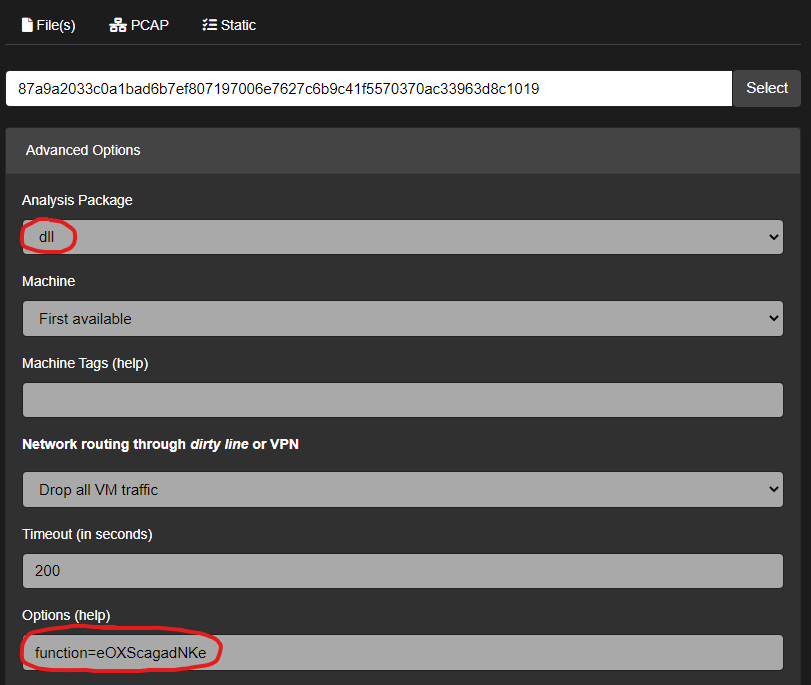 File(s) PCAP Static
87a9a2033c0a1bad6b7ef807197006e7627c6b9c41f5570370ac33963d8c1019 Select
Advanced Options
Analysis Package
dll
Machine
First available
Machine Tags (help)
Network routing through dirty line or VPN
Drop all VM traffic
Timeout (in seconds)
200
Options (help)
function=eOXScagadNKe